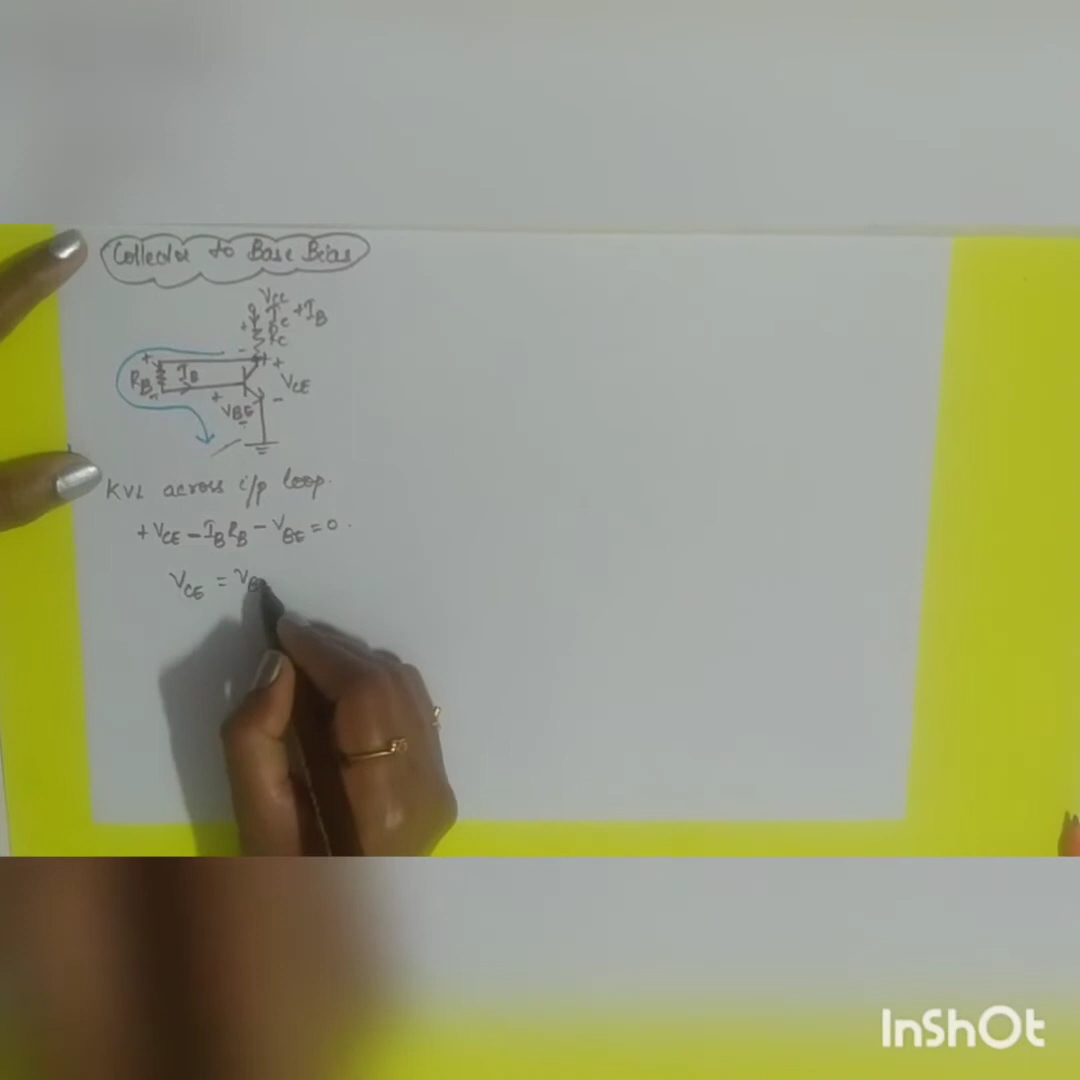 Collector to Base Bias
VCC
IC + IB
+ RC
-
+ +
RB IB
VCE
+ -
VBE
KVL across i/p loop.
+VCE - IBRB - VBE = 0.
VCE = VB
InShOt